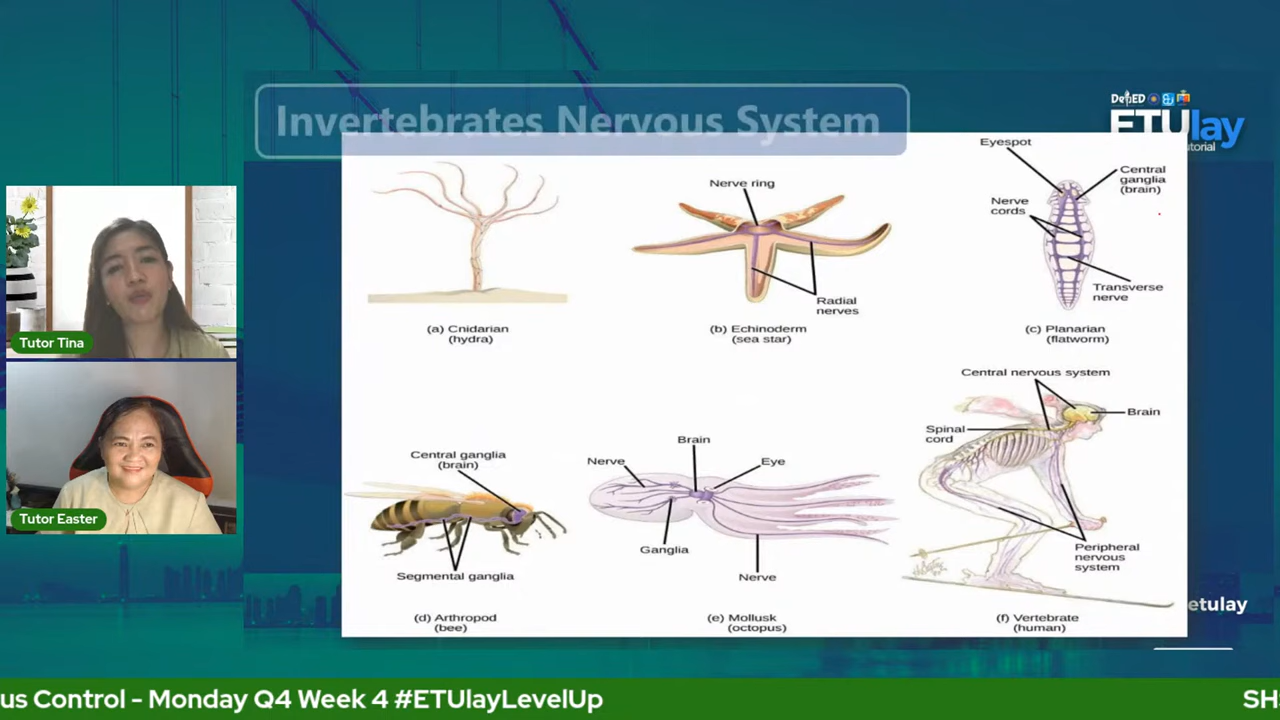 Invertebrates Nervous System
DepED
ETUlay
torial
Tutor Tina
Tutor Easter
Nerve ring
Radial
nerves
Eyespot
Central
ganglia
(brain)
Nerve
cords
Transverse
nerve
(a) Cnidarian
(hydra)
(b) Echinoderm
(sea star)
(c) Planarian
(flatworm)
Central ganglia
(brain)
Segmental ganglia
(d) Arthropod
(bee)
Brain
Nerve
Eye
Ganglia
Nerve
(e) Mollusk
(octopus)
Central nervous system
Brain
Spinal
cord
Peripheral
nervous
system
(f) Vertebrate
(human)
etulay
us Control - Monday Q4 Week 4 #ETUlayLevelUp
SH